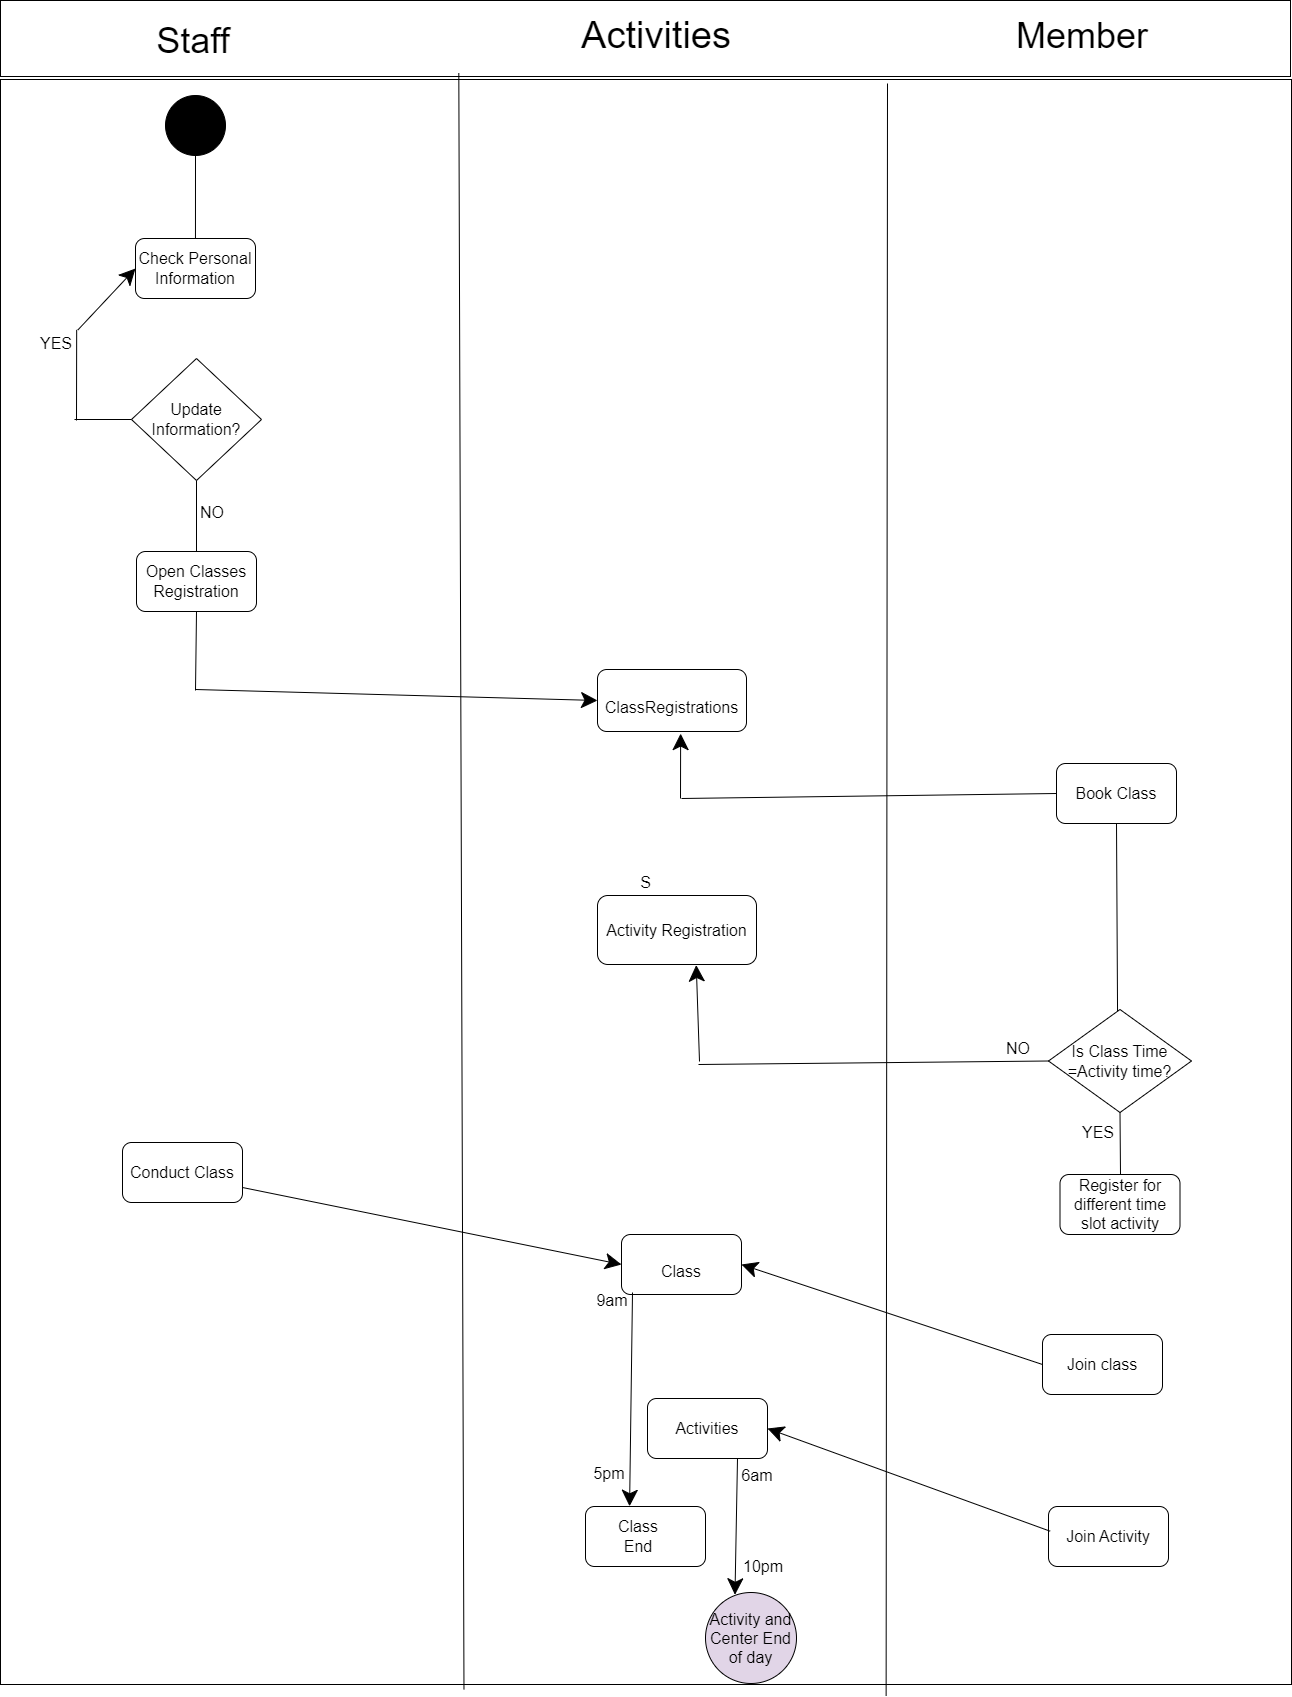 Staff
Activities
Member
Check Personal
Information
YES
Update
Information?
NO
Open Classes
Registration
ClassRegistrations
Book Class
S
Activity Registration
NO
Is Class Time
=Activity time?
YES
Conduct Class
Register for
different time
slot activity
Class
9am
Join class
Activities
5pm
6am
Class
End
Join Activity
10pm
Activity and
Center End
of day